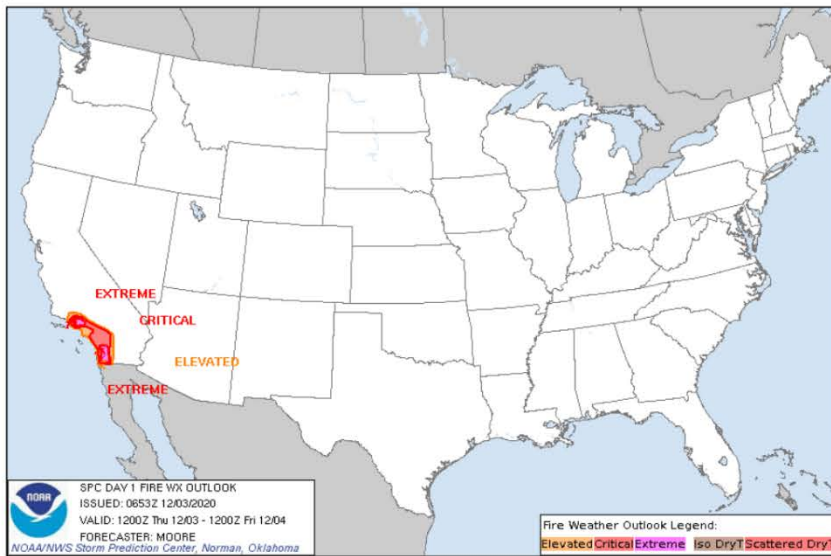 EXTREME
CRITICAL
ELEVATED
EXTREME
NOAA
SPC DAY 1 FIRE WX OUTLOOK
ISSUED: 0653Z 12/03/2020
VALID: 1200Z Thu 12/03 - 1200Z Fri 12/04
FORECASTER: MOORE
NOAA/NWS Storm Prediction Center, Norman, Oklahoma
Fire Weather Outlook Legend:
Elevated Critical Extreme Iso DryT Scattered DryT